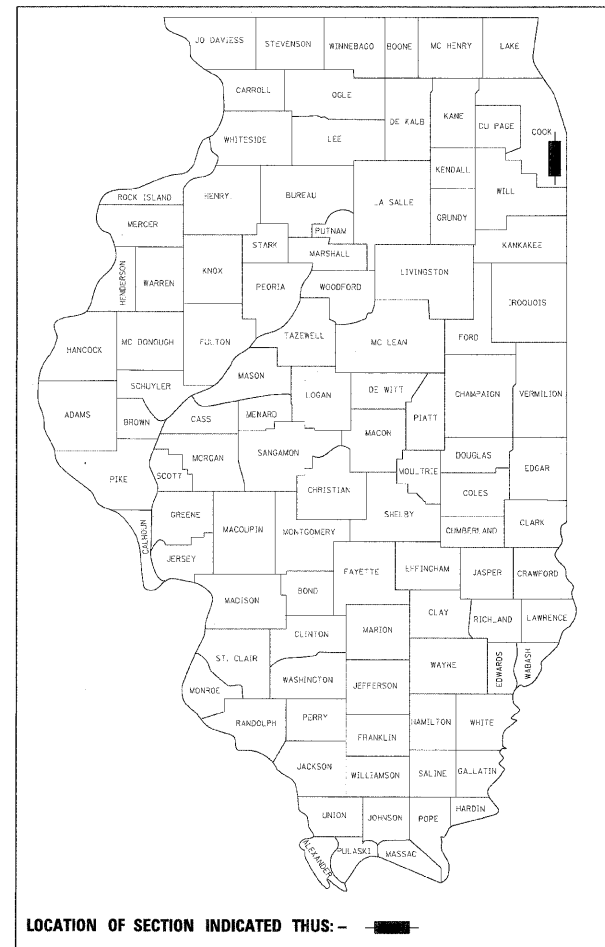 JO DAVIESS
STEVENSON
WINNEBAGO
BOONE
MC HENRY
LAKE
CARROLL
OGLE
DE KALB
KANE
DU PAGE
COOK
WHITESIDE
LEE
KENDALL
WILL
ROCK ISLAND
HENRY
BUREAU
LA SALLE
GRUNDY
MERCER
PUTNAM
STARK
MARSHALL
KANKAKEE
HENDERSON
WARREN
KNOX
PEORIA
WOODFORD
LIVINGSTON
IROQUOIS
HANCOCK
MC DONOUGH
FULTON
TAZEWELL
MC LEAN
FORD
MASON
SCHUYLER
LOGAN
DE WITT
CHAMPAIGN
VERMILION
ADAMS
BROWN
CASS
MENARD
MACON
PIATT
MORGAN
SANGAMON
DOUGLAS
EDGAR
PIKE
SCOTT
CHRISTIAN
MOULTRIE
COLES
CALHOUN
GREENE
MACOUPIN
MONTGOMERY
SHELBY
CUMBERLAND
CLARK
JERSEY
FAYETTE
EFFINGHAM
JASPER
CRAWFORD
MADISON
BOND
CLAY
RICHLAND
LAWRENCE
CLINTON
MARION
ST. CLAIR
WAYNE
EDWARDS
WABASH
WASHINGTON
JEFFERSON
MONROE
RANDOLPH
PERRY
HAMILTON
WHITE
FRANKLIN
JACKSON
WILLIAMSON
SALINE
GALLATIN
HARDIN
UNION
JOHNSON
POPE
ALEXANDER
PULASKI
MASSAC
LOCATION OF SECTION INDICATED THUS: -